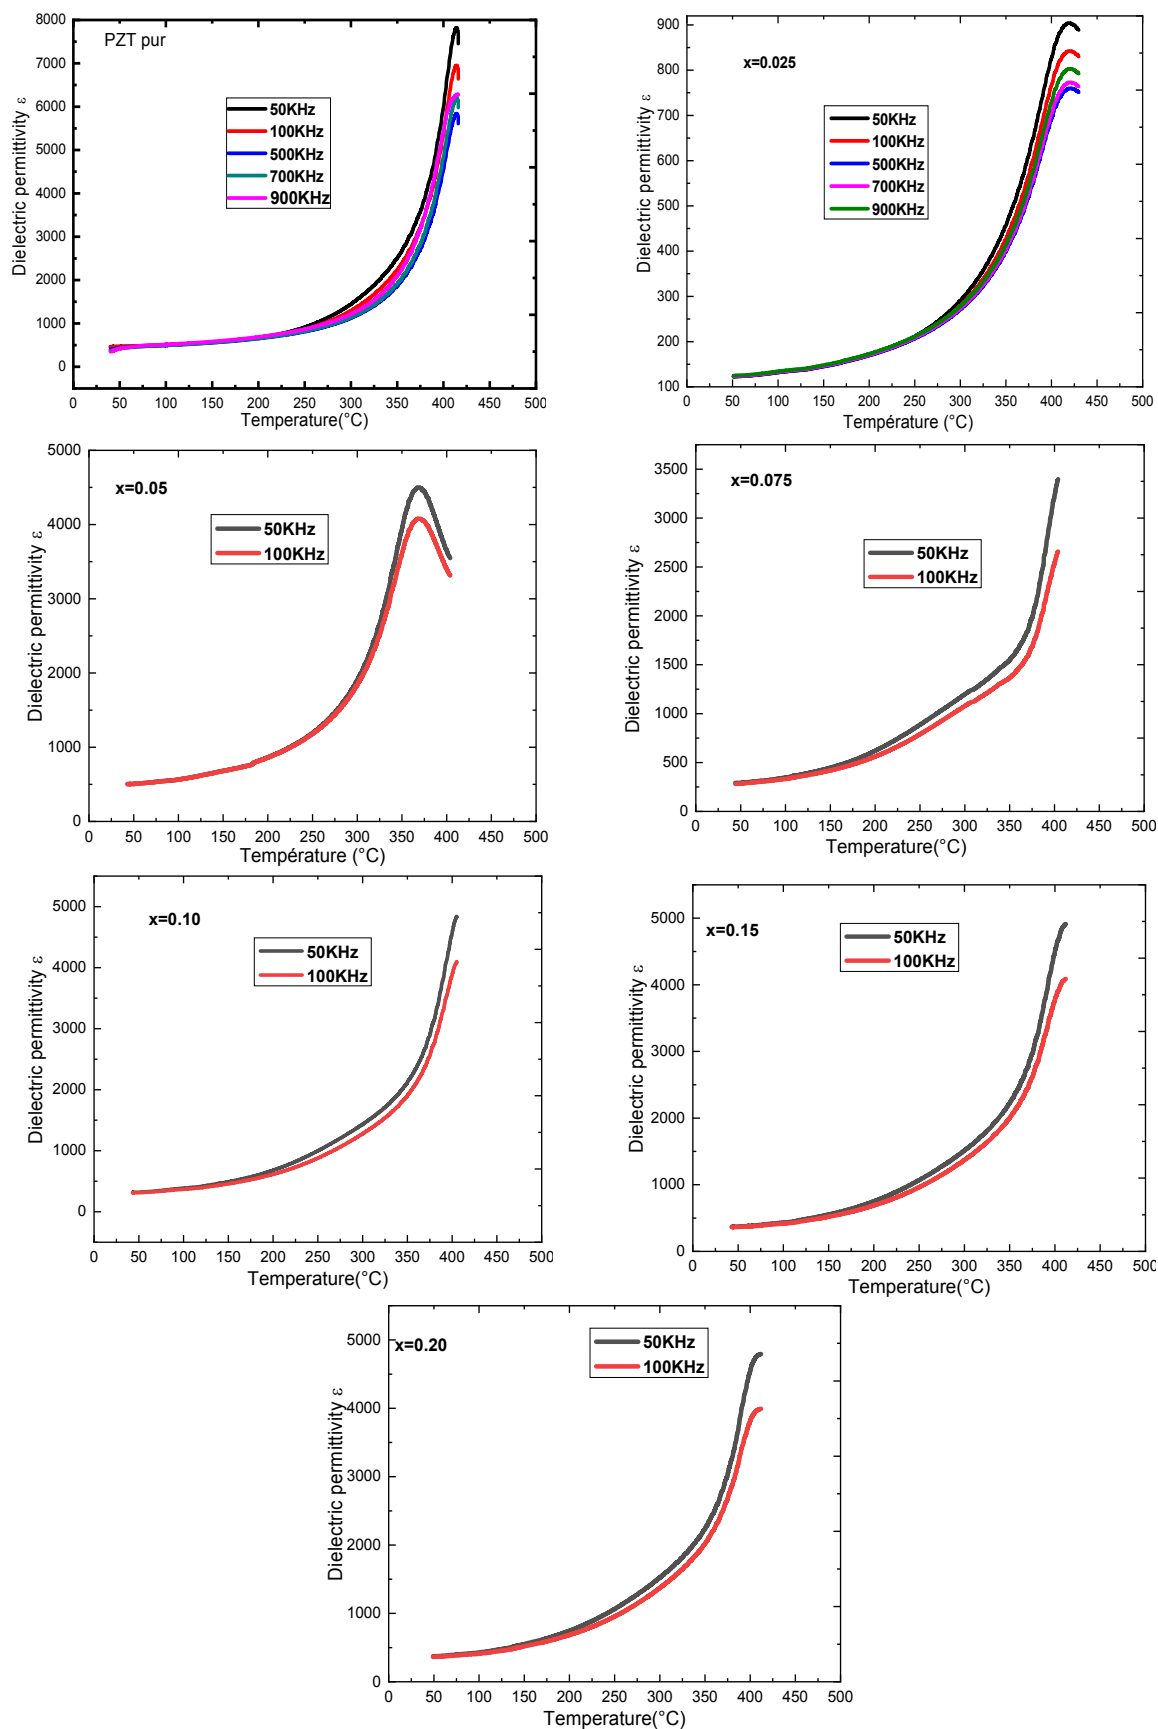 PZT pur
50KHz
100KHz
500KHz
700KHz
900KHz
Dielectric permittivity ε
8000
7000
6000
5000
4000
3000
2000
1000
0
0 50 100 150 200 250 300 350 400 450 500
Temperature(°C)
x=0.025
50KHz
100KHz
500KHz
700KHz
900KHz
Dielectric permittivity ε
900
800
700
600
500
400
300
200
100
0 50 100 150 200 250 300 350 400 450 500
Température (°C)
x=0.05
50KHz
100KHz
Dielectric permittivity ε
5000
4000
3000
2000
1000
0
0 50 100 150 200 250 300 350 400 450 500
Température (°C)
x=0.075
50KHz
100KHz
Dielectric permittivity ε
3500
3000
2500
2000
1500
1000
500
0
0 50 100 150 200 250 300 350 400 450 500
Temperature(°C)
x=0.10
50KHz
100KHz
Dielectric permittivity ε
5000
4000
3000
2000
1000
0
0 50 100 150 200 250 300 350 400 450 500
Temperature(°C)
x=0.15
50KHz
100KHz
Dielectric permittivity ε
5000
4000
3000
2000
1000
0
0 50 100 150 200 250 300 350 400 450 500
Temperature(°C)
x=0.20
50KHz
100KHz
Dielectric permittivity ε
5000
4000
3000
2000
1000
0
0 50 100 150 200 250 300 350 400 450 500
Temperature(°C)